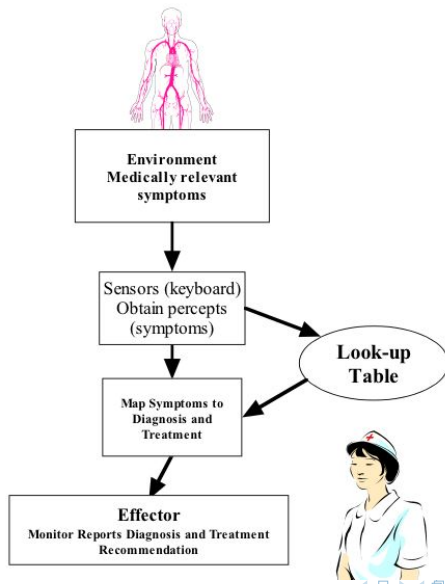 Environment
Medically relevant
symptoms
Sensors (keyboard)
Obtain percepts
(symptoms)
Look-up
Table
Map Symptoms to
Diagnosis and
Treatment
Effector
Monitor Reports Diagnosis and Treatment
Recommendation